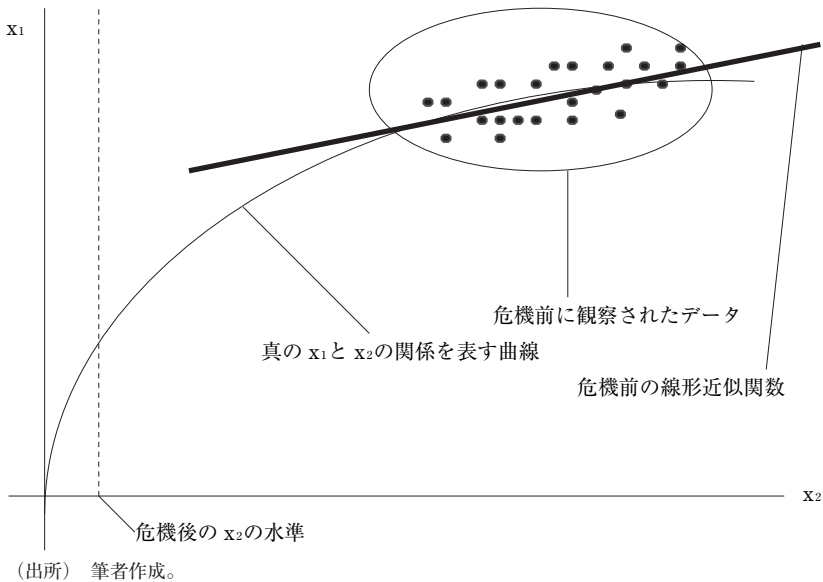 x1
危機前に観察されたデータ
真の x1と x2の関係を表す曲線
危機前の線形近似関数
x2
危機後の x2の水準
（出所） 筆者作成。